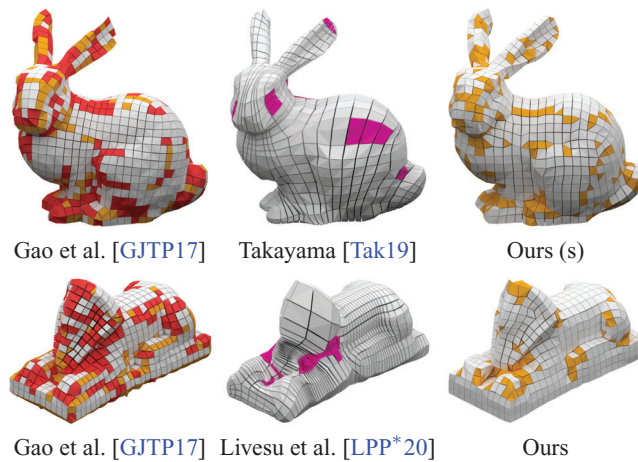 Gao et al. [GJTP17] Takayama [Tak19] Ours (s)
Gao et al. [GJTP17] Livesu et al. [LPP*20] Ours